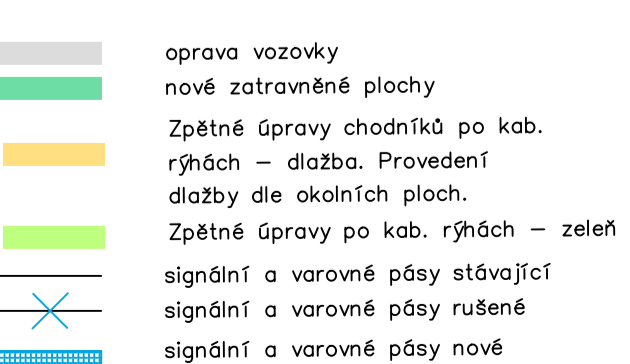 oprava vozovky
nové zatravněné plochy
Zpětné úpravy chodníků po kab.
rýhách – dlažba. Provedení
dlažby dle okolních ploch.
Zpětné úpravy po kab. rýhách – zeleň
signální a varovné pásy stávající
signální a varovné pásy rušené
signální a varovné pásy nové